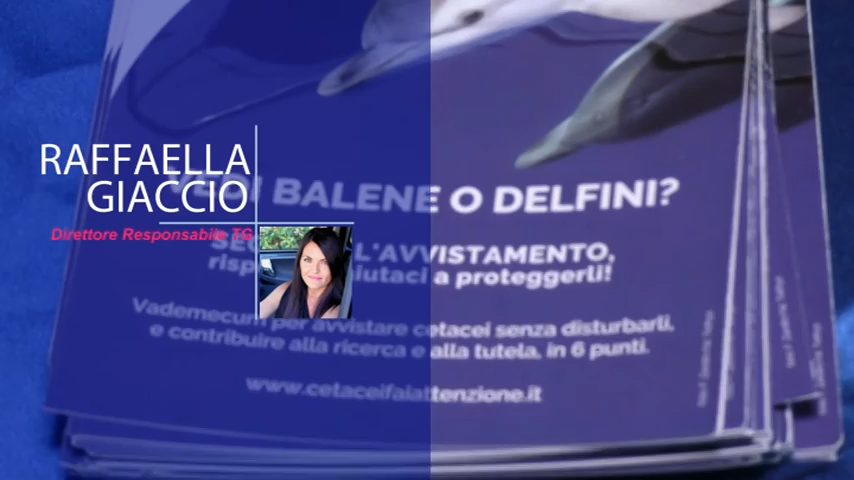 RAFFAELLA
GIACCIO
Direttore Responsabile TG
VEDI BALENE O DELFINI?
L'AVVISTAMENTO,
aiutaci a proteggerli!
Vademecum per avvistare cetacei senza disturbarli,
e contribuire alla ricerca e alla tutela, in 6 punti.
www.cetaceifaiattenzione.it